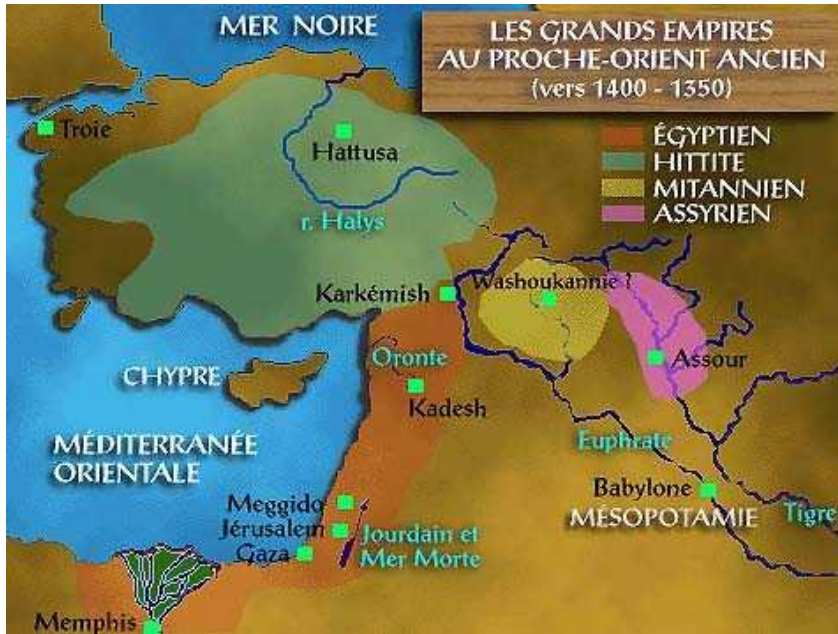 MER NOIRE
LES GRANDS EMPIRES
AU PROCHE-ORIENT ANCIEN
(vers 1400 - 1350)
ÉGYPTIEN
HITTITE
MITANNIEN
ASSYRIEN
Troie
Hattusa
r. Halys
Karkémish
Washoukannie ?
Oronte
Assour
CHYPRE
Kadesh
MÉDITERRANÉE
ORIENTALE
Euphrate
Babylone
MÉSOPOTAMIE
Tigre
Meggido
Jérusalem
Gaza
Jourdain et
Mer Morte
Memphis